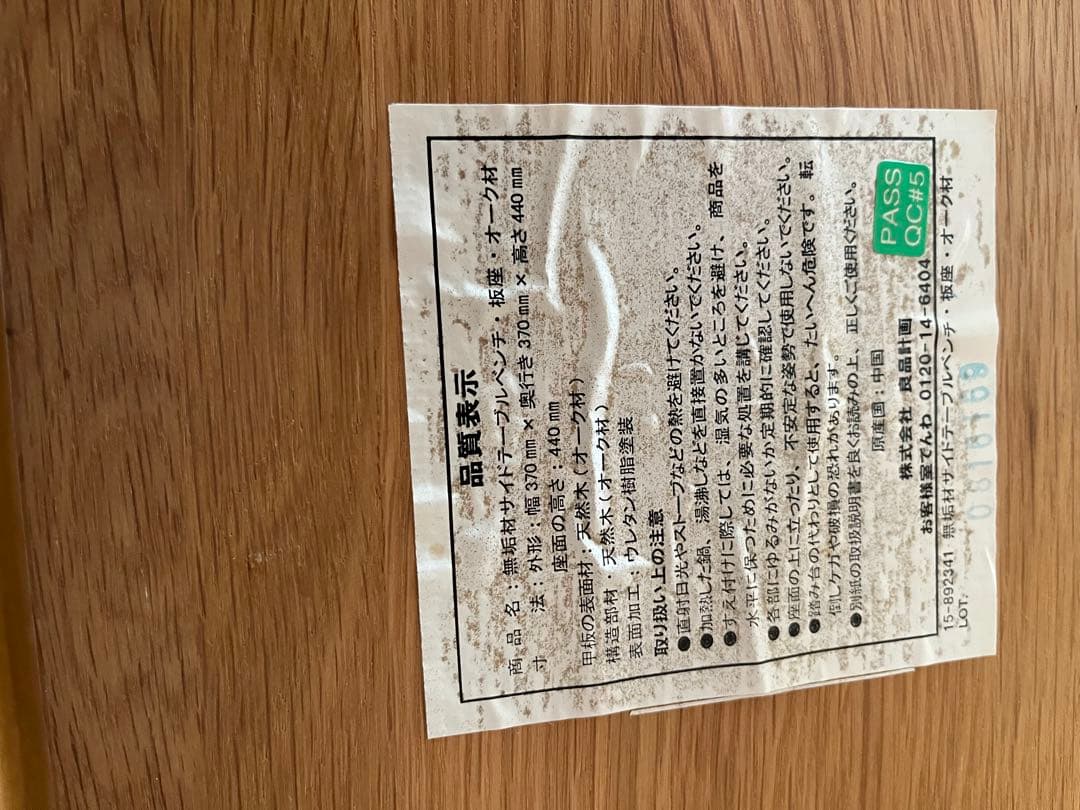 品質表示
商品名：無垢材サイドテーブルベンチ・板座・オーク材
寸法：外形：幅370㎜×奥行き370㎜×高さ440㎜
座面の高さ：440㎜
甲板の表面材：天然木（オーク材）
構造部材：天然木（オーク材）
表面加工：ウレタン樹脂塗装
取り扱い上の注意
●直射日光やストーブなどの熱を避けてください。
●加熱した鍋、湯沸しなどを直接置かないでください。
●すえ付けに際しては、湿気の多いところを避け、商品を
水平に保つために必要な処置を講じてください。
●各部にゆるみがないか定期的に確認してください。
●座面の上に立ったり、不安定な姿勢で使用しないでください。
●踏み台の代わりとして使用すると、たいへん危険です。転
倒しケガや破損の恐れがあります。
●別紙の取扱説明書を良くお読みの上、正しくご使用ください。
原産国：中国
株式会社 良品計画
お客様室でんわ 0120-14-6404
PASS
QC#5
15-892341 無垢材サイドテーブルベンチ・板座・オーク材
LOT: